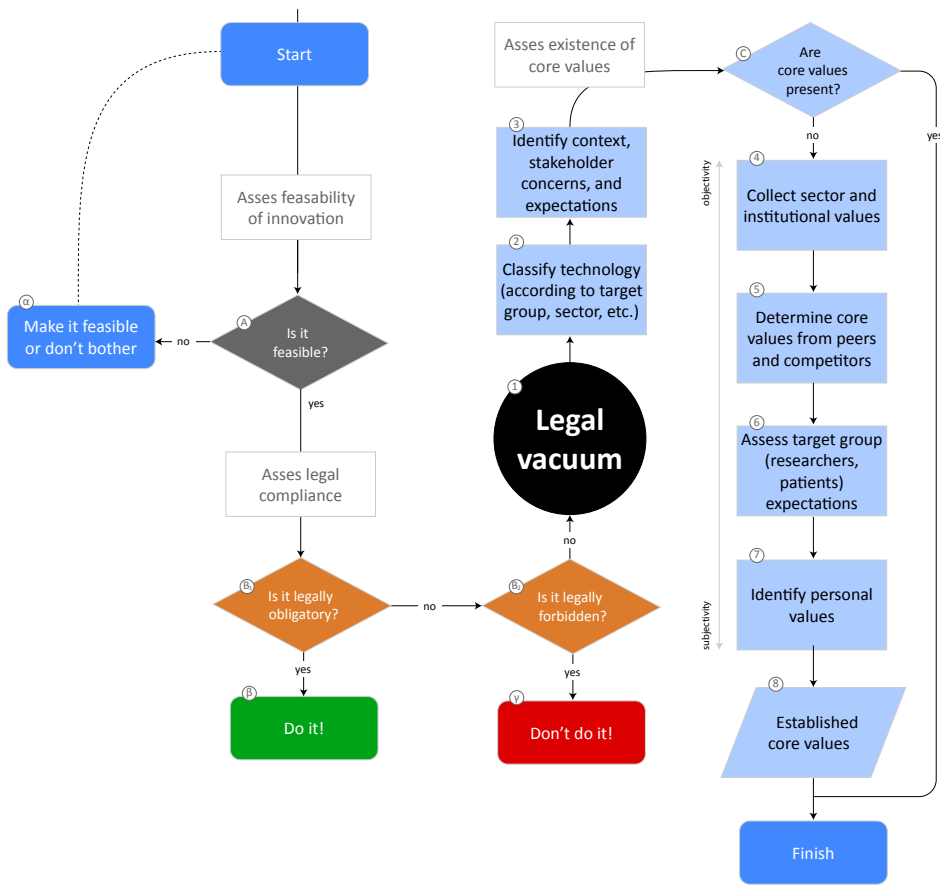 Start
Asses feasability
of innovation
α
Make it feasible
or don't bother
no
A
Is it
feasible?
yes
Asses legal
compliance
B₁
Is it legally
obligatory?
no
yes
β
Do it!
B₂
Is it legally
forbidden?
no
yes
γ
Don't do it!
1
Legal
vacuum
2
Classify technology
(according to target
group, sector, etc.)
3
Identify context,
stakeholder
concerns, and
expectations
Asses existence of
core values
C
Are
core values
present?
no
yes
objectivity
subjectivity
4
Collect sector and
institutional values
5
Determine core
values from peers
and competitors
6
Assess target group
(researchers,
patients)
expectations
7
Identify personal
values
8
Established
core values
Finish